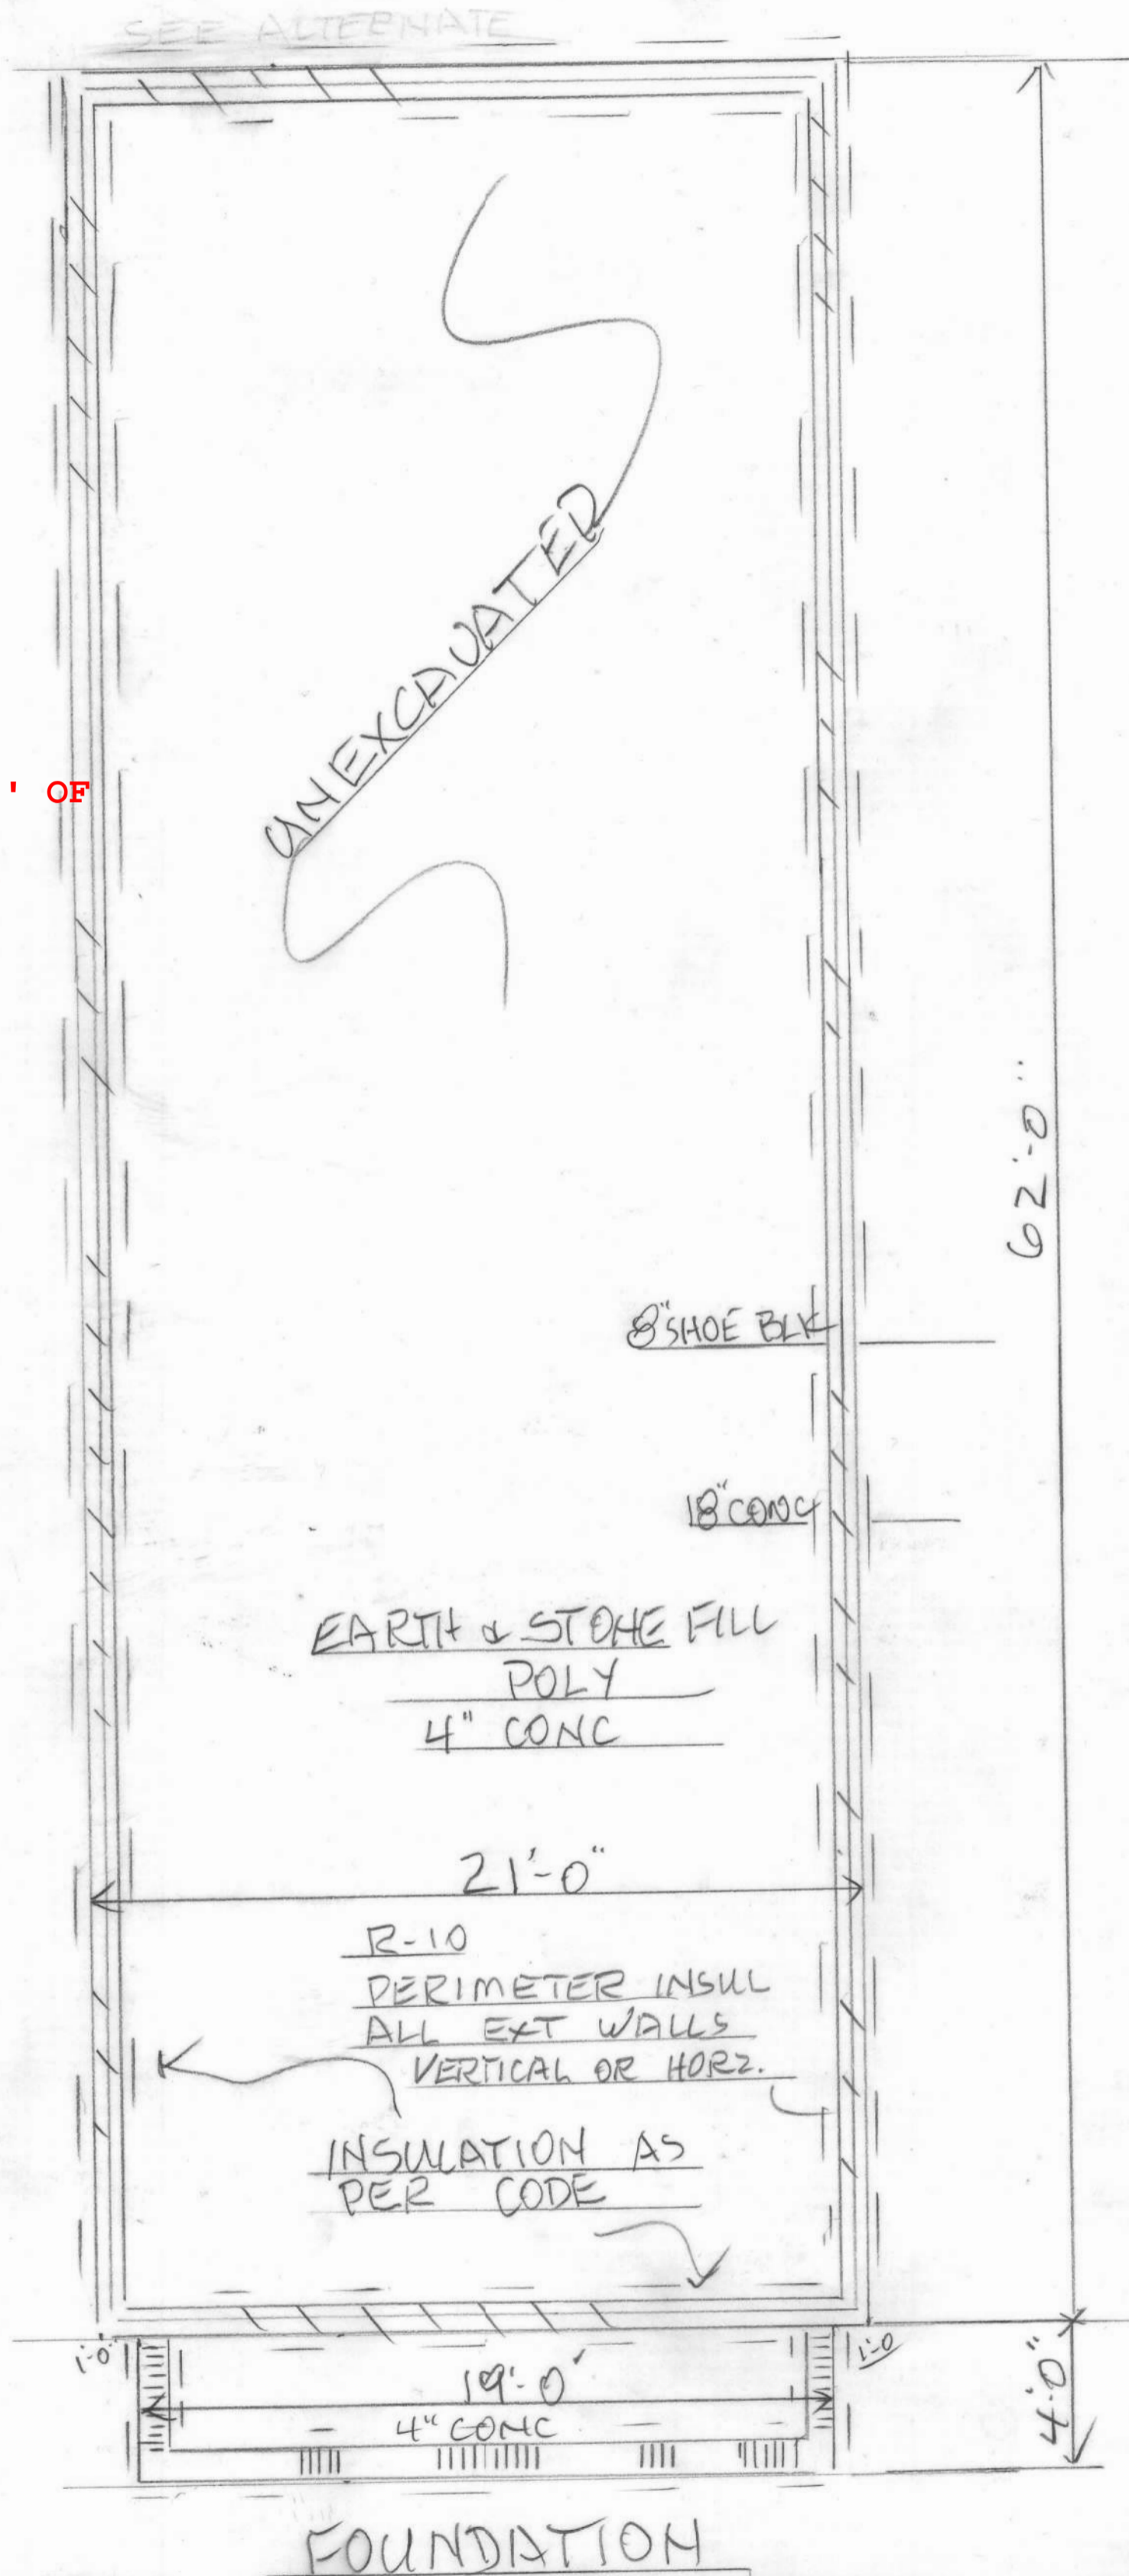 SEE ALTERNATE
UNEXCAVATED
' OF
62'-0"
8" SHOE BLK
18" CONC
EARTH & STONE FILL
POLY
4" CONC
21'-0"
R-10
PERIMETER INSUL
ALL EXT WALLS
VERTICAL OR HORZ.
INSULATION AS
PER CODE
1'-0
1'-0
19'-0"
4" CONC
4'-0"
FOUNDATION